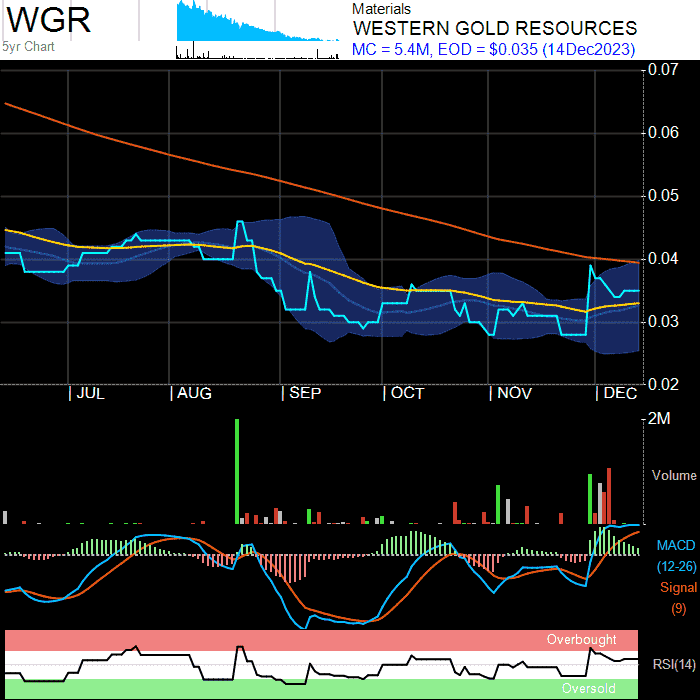 WGR
5yr Chart
Materials
WESTERN GOLD RESOURCES
MC = 5.4M, EOD = $0.035 (14Dec2023)
0.07
0.06
0.05
0.04
0.03
0.02
| JUL | AUG | SEP | OCT | NOV | DEC
2M
Volume
MACD
(12-26)
Signal
(9)
Overbought
RSI(14)
Oversold